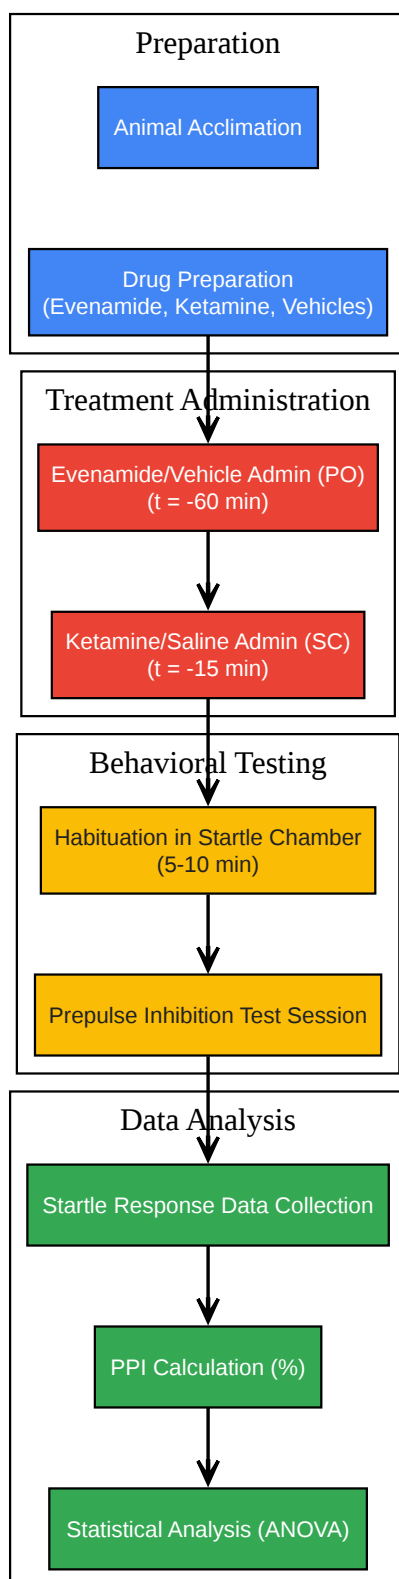 Preparation
Animal Acclimation
Drug Preparation
(Evenamide, Ketamine, Vehicles)
Treatment Administration
Evenamide/Vehicle Admin (PO)
(t = -60 min)
Ketamine/Saline Admin (SC)
(t = -15 min)
Behavioral Testing
Habituation in Startle Chamber
(5-10 min)
Prepulse Inhibition Test Session
Data Analysis
Startle Response Data Collection
PPI Calculation (%)
Statistical Analysis (ANOVA)